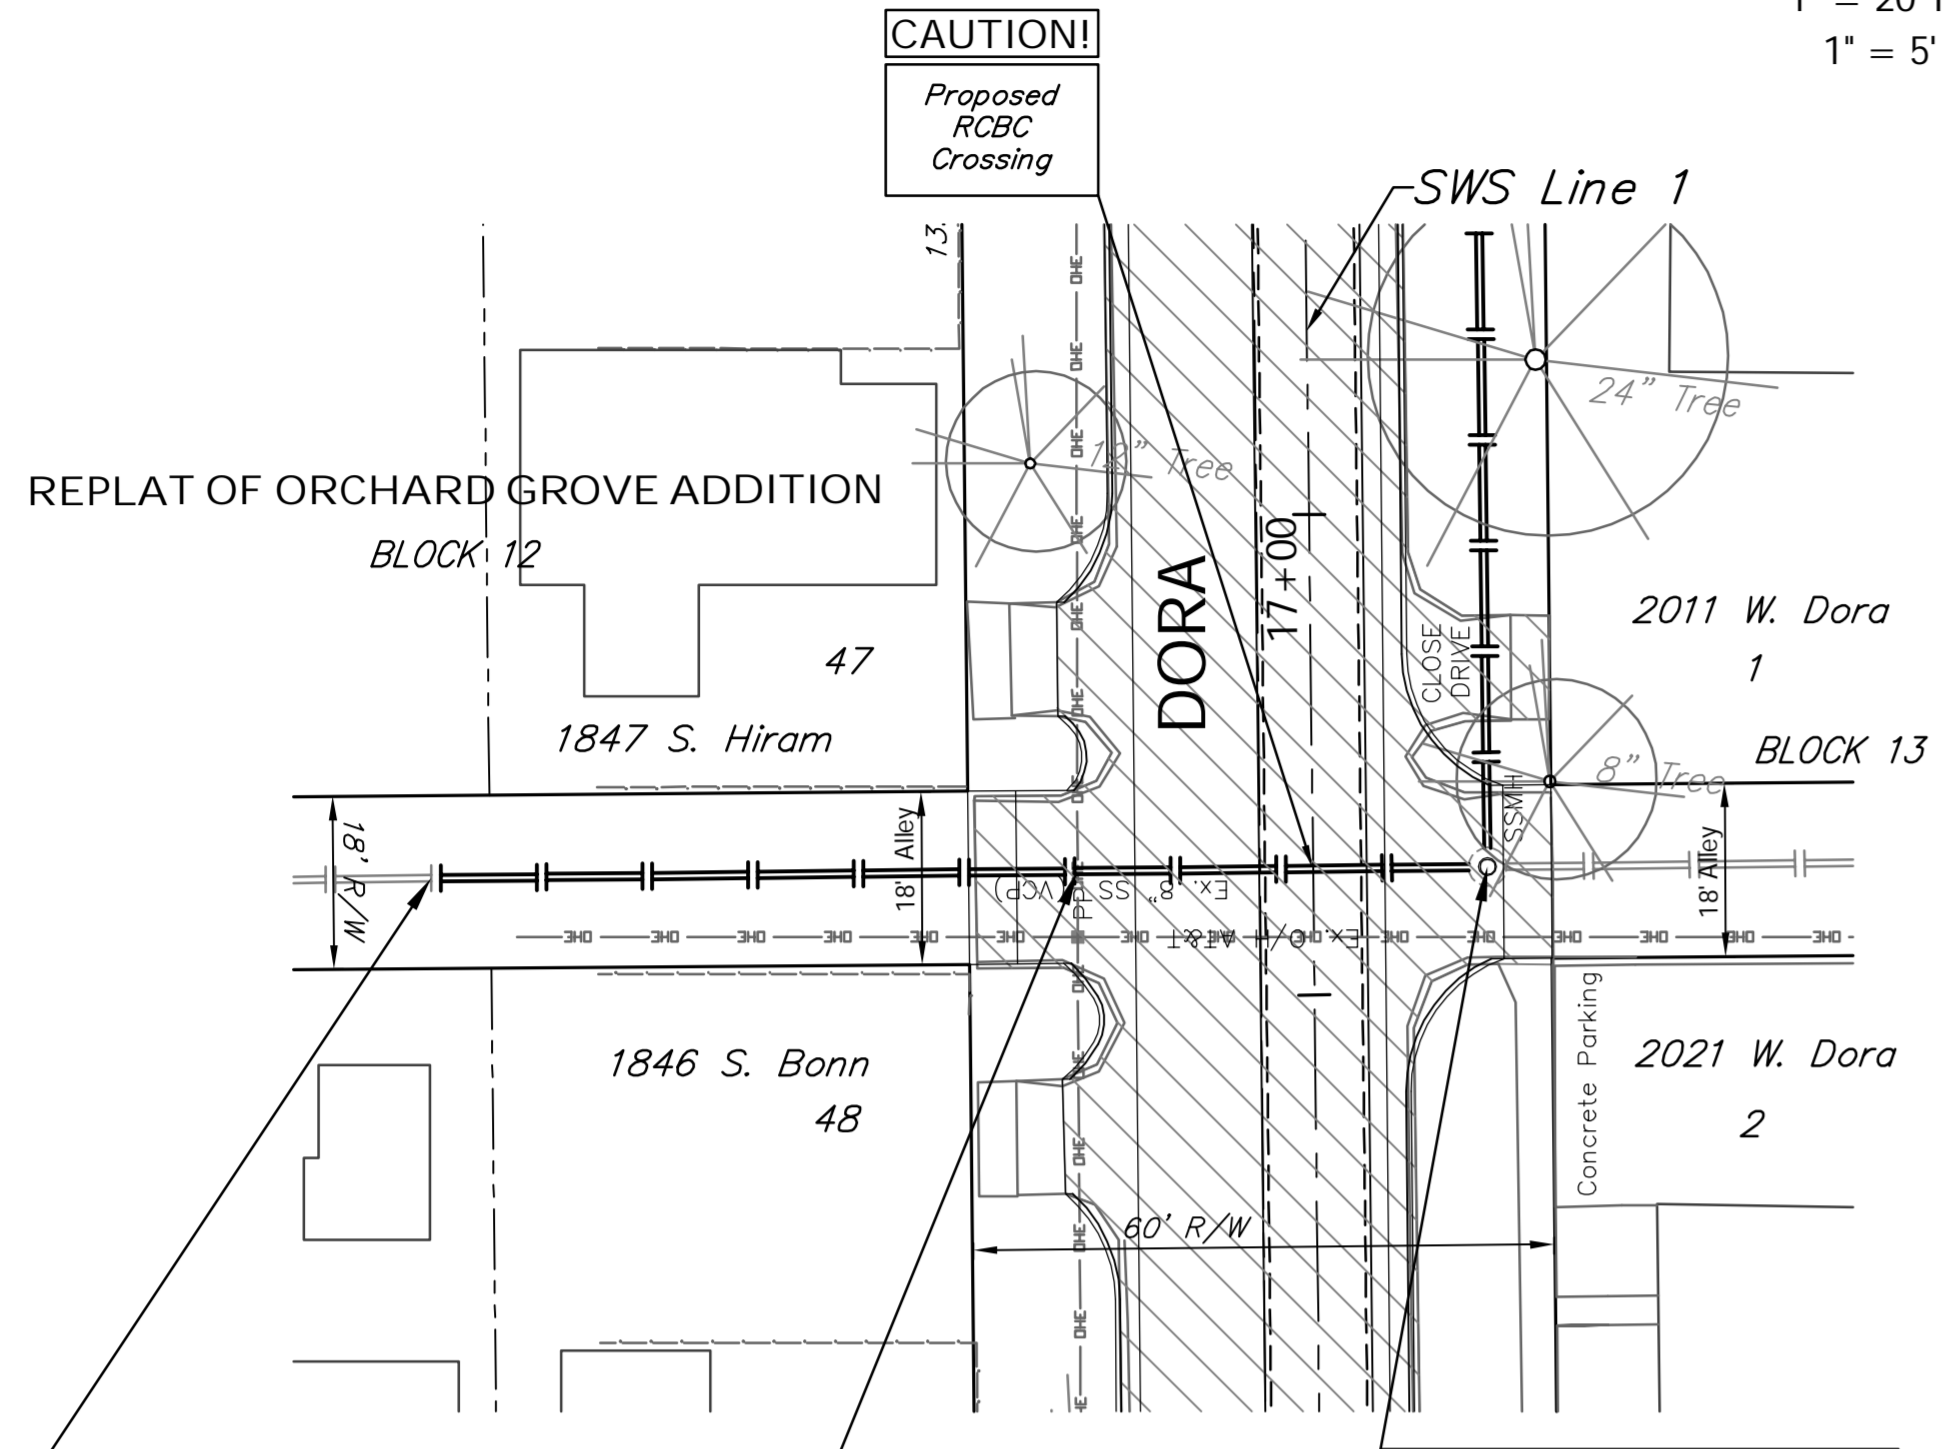 1" = 5'
CAUTION!
Proposed
RCBC
Crossing
SWS Line 1
13.
24" Tree
12" Tree
REPLAT OF ORCHARD GROVE ADDITION
BLOCK 12
17+00
DORA
CLOSE
DRIVE
2011 W. Dora
1
47
1847 S. Hiram
BLOCK 13
8" Tree
SSMH
18' R/W
18' Alley
18' Alley
Ex. 8" SS (VCP)
PP
Ex. O/H AT&T
OHE
Concrete Parking
1846 S. Bonn
48
2021 W. Dora
2
60' R/W